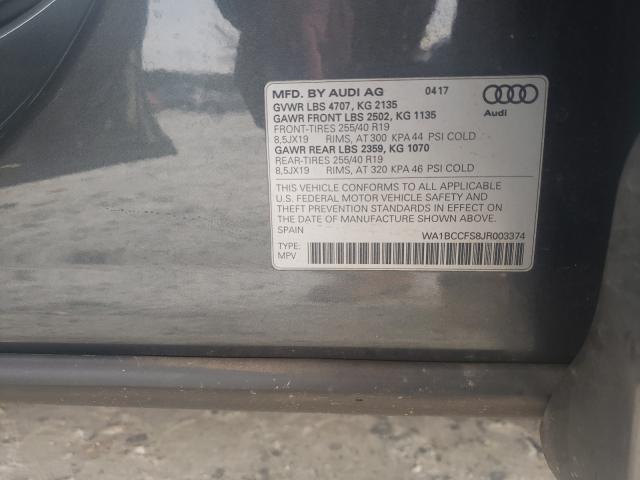 MFD. BY AUDI AG 0417
GVWR LBS 4707, KG 2135
GAWR FRONT LBS 2502, KG 1135
FRONT-TIRES 255/40 R19
8,5JX19 RIMS, AT 300 KPA 44 PSI COLD
GAWR REAR LBS 2359, KG 1070
REAR-TIRES 255/40 R19
8,5JX19 RIMS, AT 320 KPA 46 PSI COLD
Audi
THIS VEHICLE CONFORMS TO ALL APPLICABLE
U.S. FEDERAL MOTOR VEHICLE SAFETY AND
THEFT PREVENTION STANDARDS IN EFFECT ON
THE DATE OF MANUFACTURE SHOWN ABOVE.
SPAIN WA1BCCFS8JR003374
TYPE:
MPV